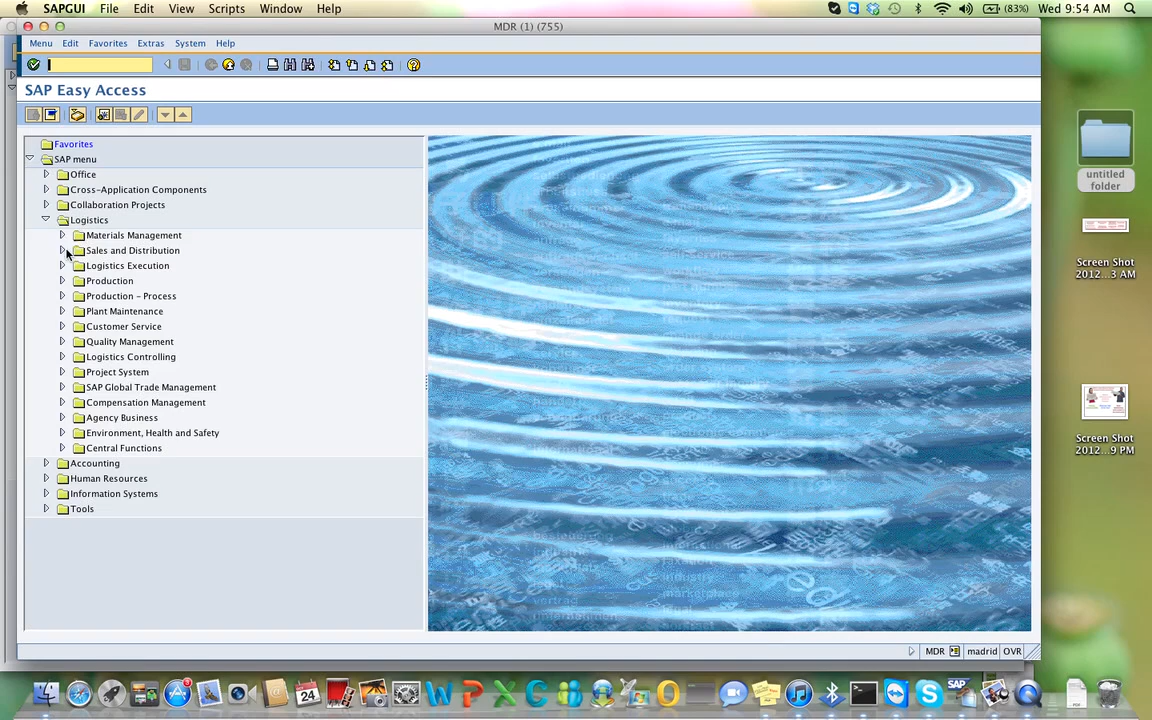 SAPGUI File Edit View Scripts Window Help (83%) Wed 9:54 AM
MDR (1) (755)
Menu Edit Favorites Extras System Help
SAP Easy Access
Favorites
SAP menu
Office
Cross-Application Components
Collaboration Projects
Logistics
Materials Management
Sales and Distribution
Logistics Execution
Production
Production - Process
Plant Maintenance
Customer Service
Quality Management
Logistics Controlling
Project System
SAP Global Trade Management
Compensation Management
Agency Business
Environment, Health and Safety
Central Functions
Accounting
Human Resources
Information Systems
Tools
untitled
folder
Screen Shot
2012...3 AM
Screen Shot
2012...9 PM
MDR madrid OVR